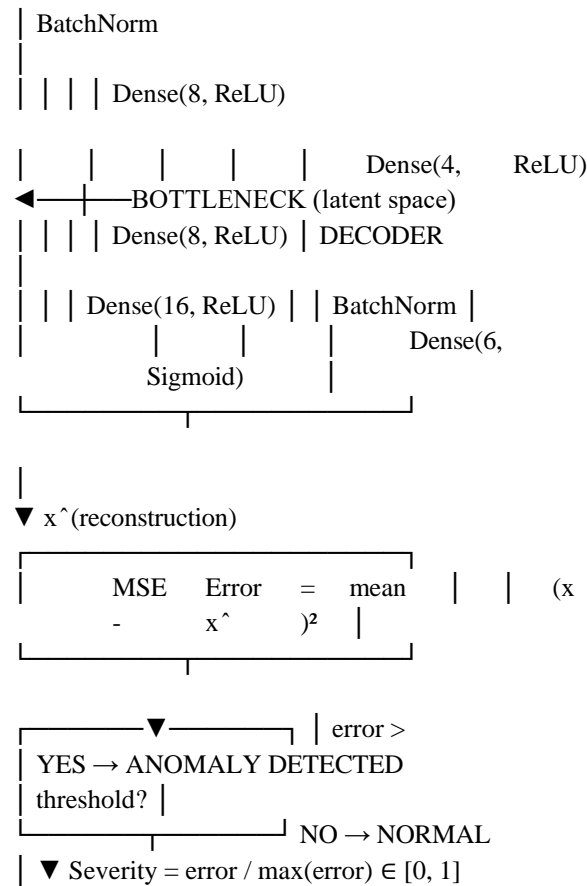 │ BatchNorm
│
│ │ │ │ Dense(8, ReLU)
│ │ │ │ │ Dense(4, ReLU)
◄──┼──BOTTLENECK (latent space)
│ │ │ │ Dense(8, ReLU) │ DECODER
│
│ │ │ Dense(16, ReLU) │ │ BatchNorm │
│ │ │ │ Dense(6,
Sigmoid) │
└────────┬───────────┘
│
▼ xˆ(reconstruction)
┌────────────────────┐
│ MSE Error = mean │ │ (x
- xˆ )² │
└────────┬───────────┘
┌──────▼──────┐ │ error >
│ YES → ANOMALY DETECTED
│ threshold? │
└──────┬──────┘ NO → NORMAL
│ ▼ Severity = error / max(error) ∈ [0, 1]